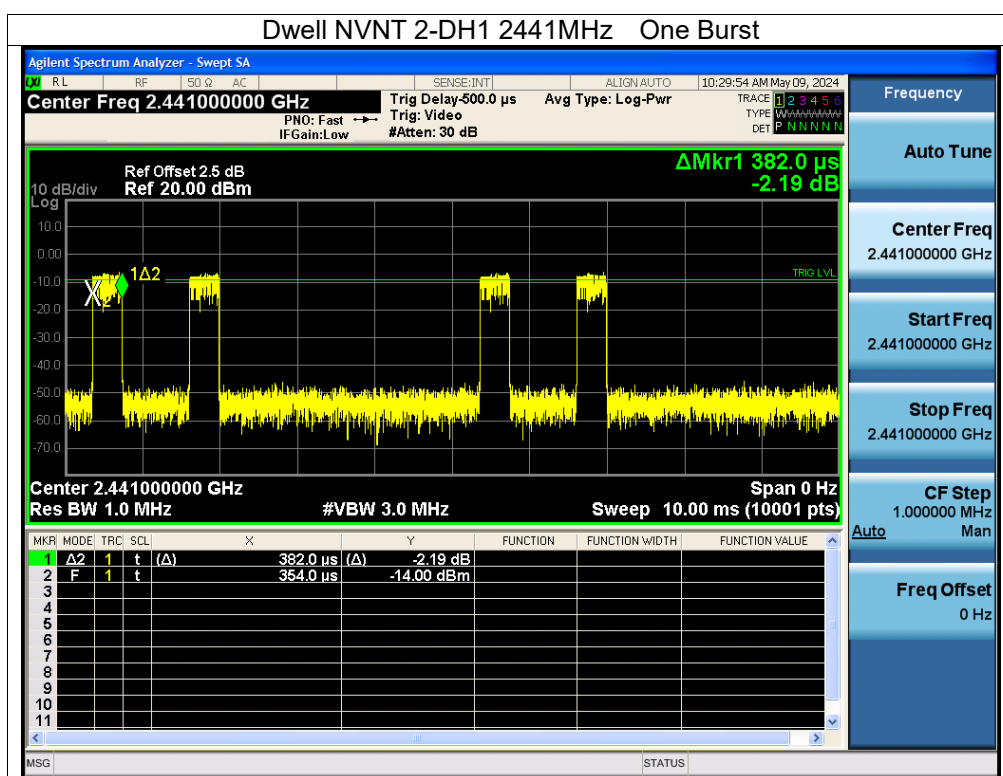 Dwell NVNT 2-DH1 2441MHz One Burst
Agilent Spectrum Analyzer - Swept SA
LXI RL RF 50 Ω AC SENSE:INT ALIGN AUTO 10:29:54 AM May 09, 2024
Center Freq 2.441000000 GHz Trig Delay-500.0 µs Avg Type: Log-Pwr TRACE 1 2 3 4 5 6
PNO: Fast Trig: Video TYPE WWWWWW
IFGain:Low #Atten: 30 dB DET P N N N N N
ΔMkr1 382.0 µs
-2.19 dB
Ref Offset 2.5 dB
10 dB/div Ref 20.00 dBm
Log
10.0
0.00
-10.0
-20.0
-30.0
-40.0
-50.0
-60.0
-70.0
1Δ2
2
TRIG LVL
Center 2.441000000 GHz Span 0 Hz
Res BW 1.0 MHz #VBW 3.0 MHz Sweep 10.00 ms (10001 pts)
MKR MODE TRC SCL X Y FUNCTION FUNCTION WIDTH FUNCTION VALUE
1 Δ2 1 t (Δ) 382.0 µs (Δ) -2.19 dB
2 F 1 t 354.0 µs -14.00 dBm
3
4
5
6
7
8
9
10
11
MSG STATUS
Frequency
Auto Tune
Center Freq
2.441000000 GHz
Start Freq
2.441000000 GHz
Stop Freq
2.441000000 GHz
CF Step
1.000000 MHz
Auto Man
Freq Offset
0 Hz